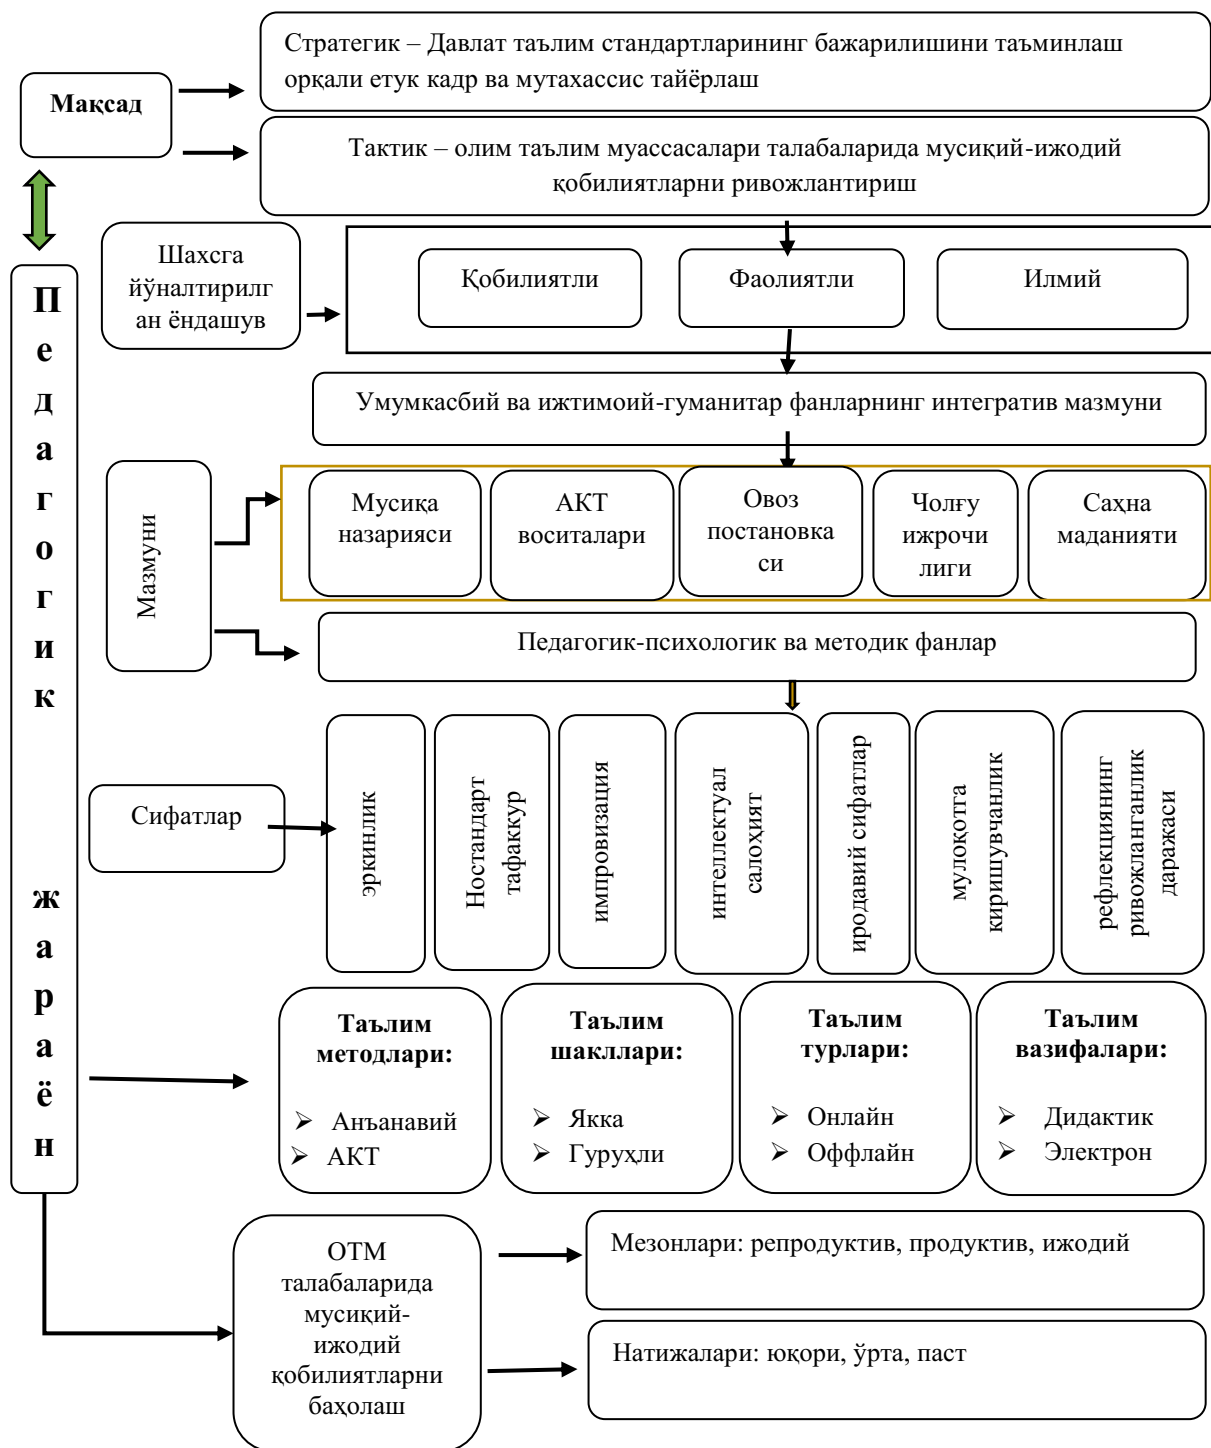 Стратегик – Давлат таълим стандартларининг бажарилишини таъминлаш
орқали етук кадр ва мутахассис тайёрлаш
Мақсад
Тактик – олим таълим муассасалари талабаларида мусиқий-ижодий
қобилиятларни ривожлантириш
Педагогик
жараён
Шахсга
йўналтирилг
ан ёндашув
Қобилиятли
Фаолиятли
Илмий
Умумкасбий ва ижтимоий-гуманитар фанларнинг интегратив мазмуни
Мазмуни
Мусиқа
назарияси
АКТ
воситалари
Овоз
постановка
си
Чолғу
ижрочи
лиги
Саҳна
маданияти
Педагогик-психологик ва методик фанлар
Сифатлар
эркинлик
Ностандарт
тафаккур
импровизация
интеллектуал
салоҳият
иродавий сифатлар
мулоқотга
киришувчанлик
рефлекциянинг
ривожланганлик
даражаси
Таълим
методлари:
➢ Анъанавий
➢ АКТ
Таълим
шакллари:
➢ Якка
➢ Гуруҳли
Таълим
турлари:
➢ Онлайн
➢ Оффлайн
Таълим
вазифалари:
➢ Дидактик
➢ Электрон
ОТМ
талабаларида
мусиқий-
ижодий
қобилиятларни
баҳолаш
Мезонлари: репродуктив, продуктив, ижодий
Натижалари: юқори, ўрта, паст